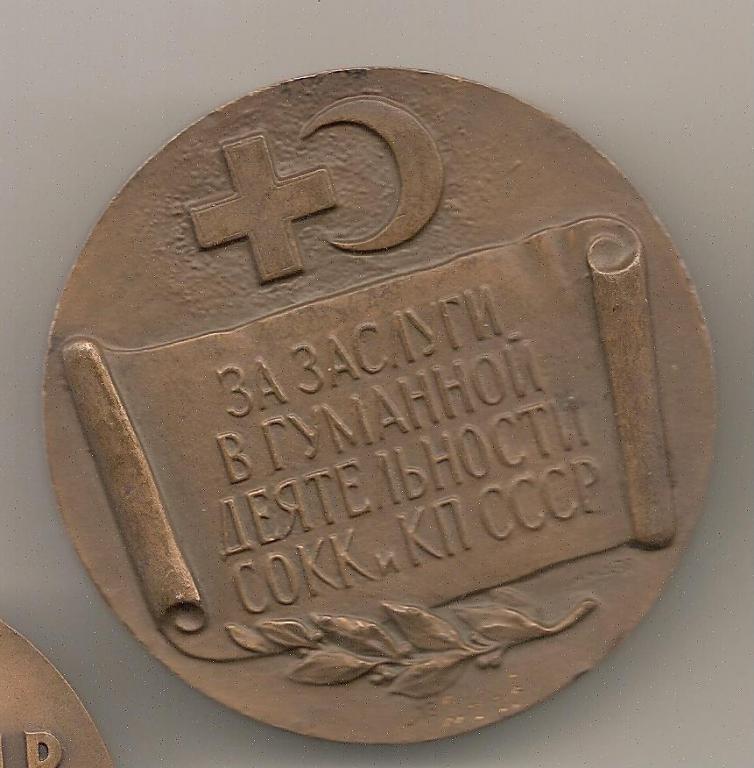 ЗА ЗАСЛУГИ
В ГУМАННОЙ
ДЕЯТЕЛЬНОСТИ
СОКК и КП СССР